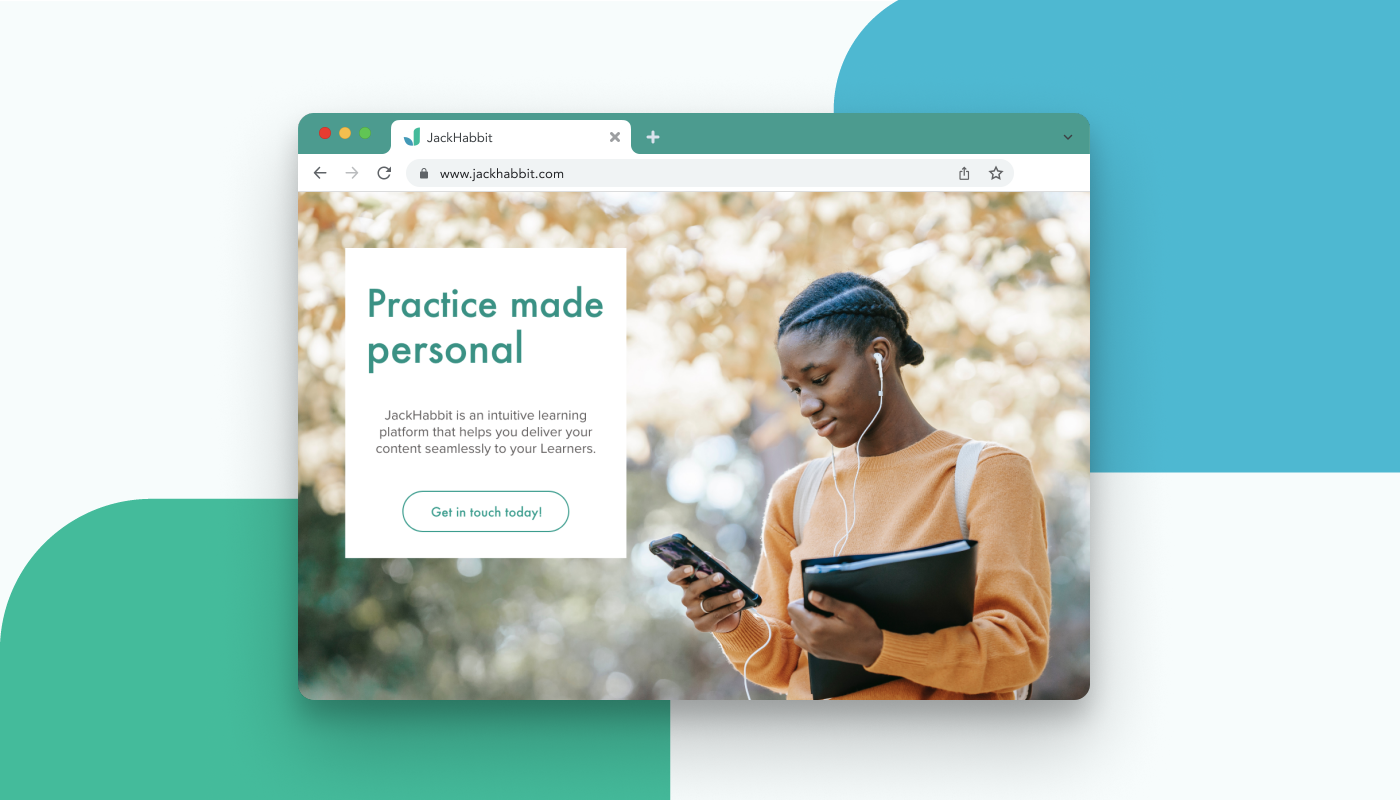 JackHabbit
www.jackhabbit.com
Practice made
personal
JackHabbit is an intuitive learning
platform that helps you deliver your
content seamlessly to your Learners.
Get in touch today!